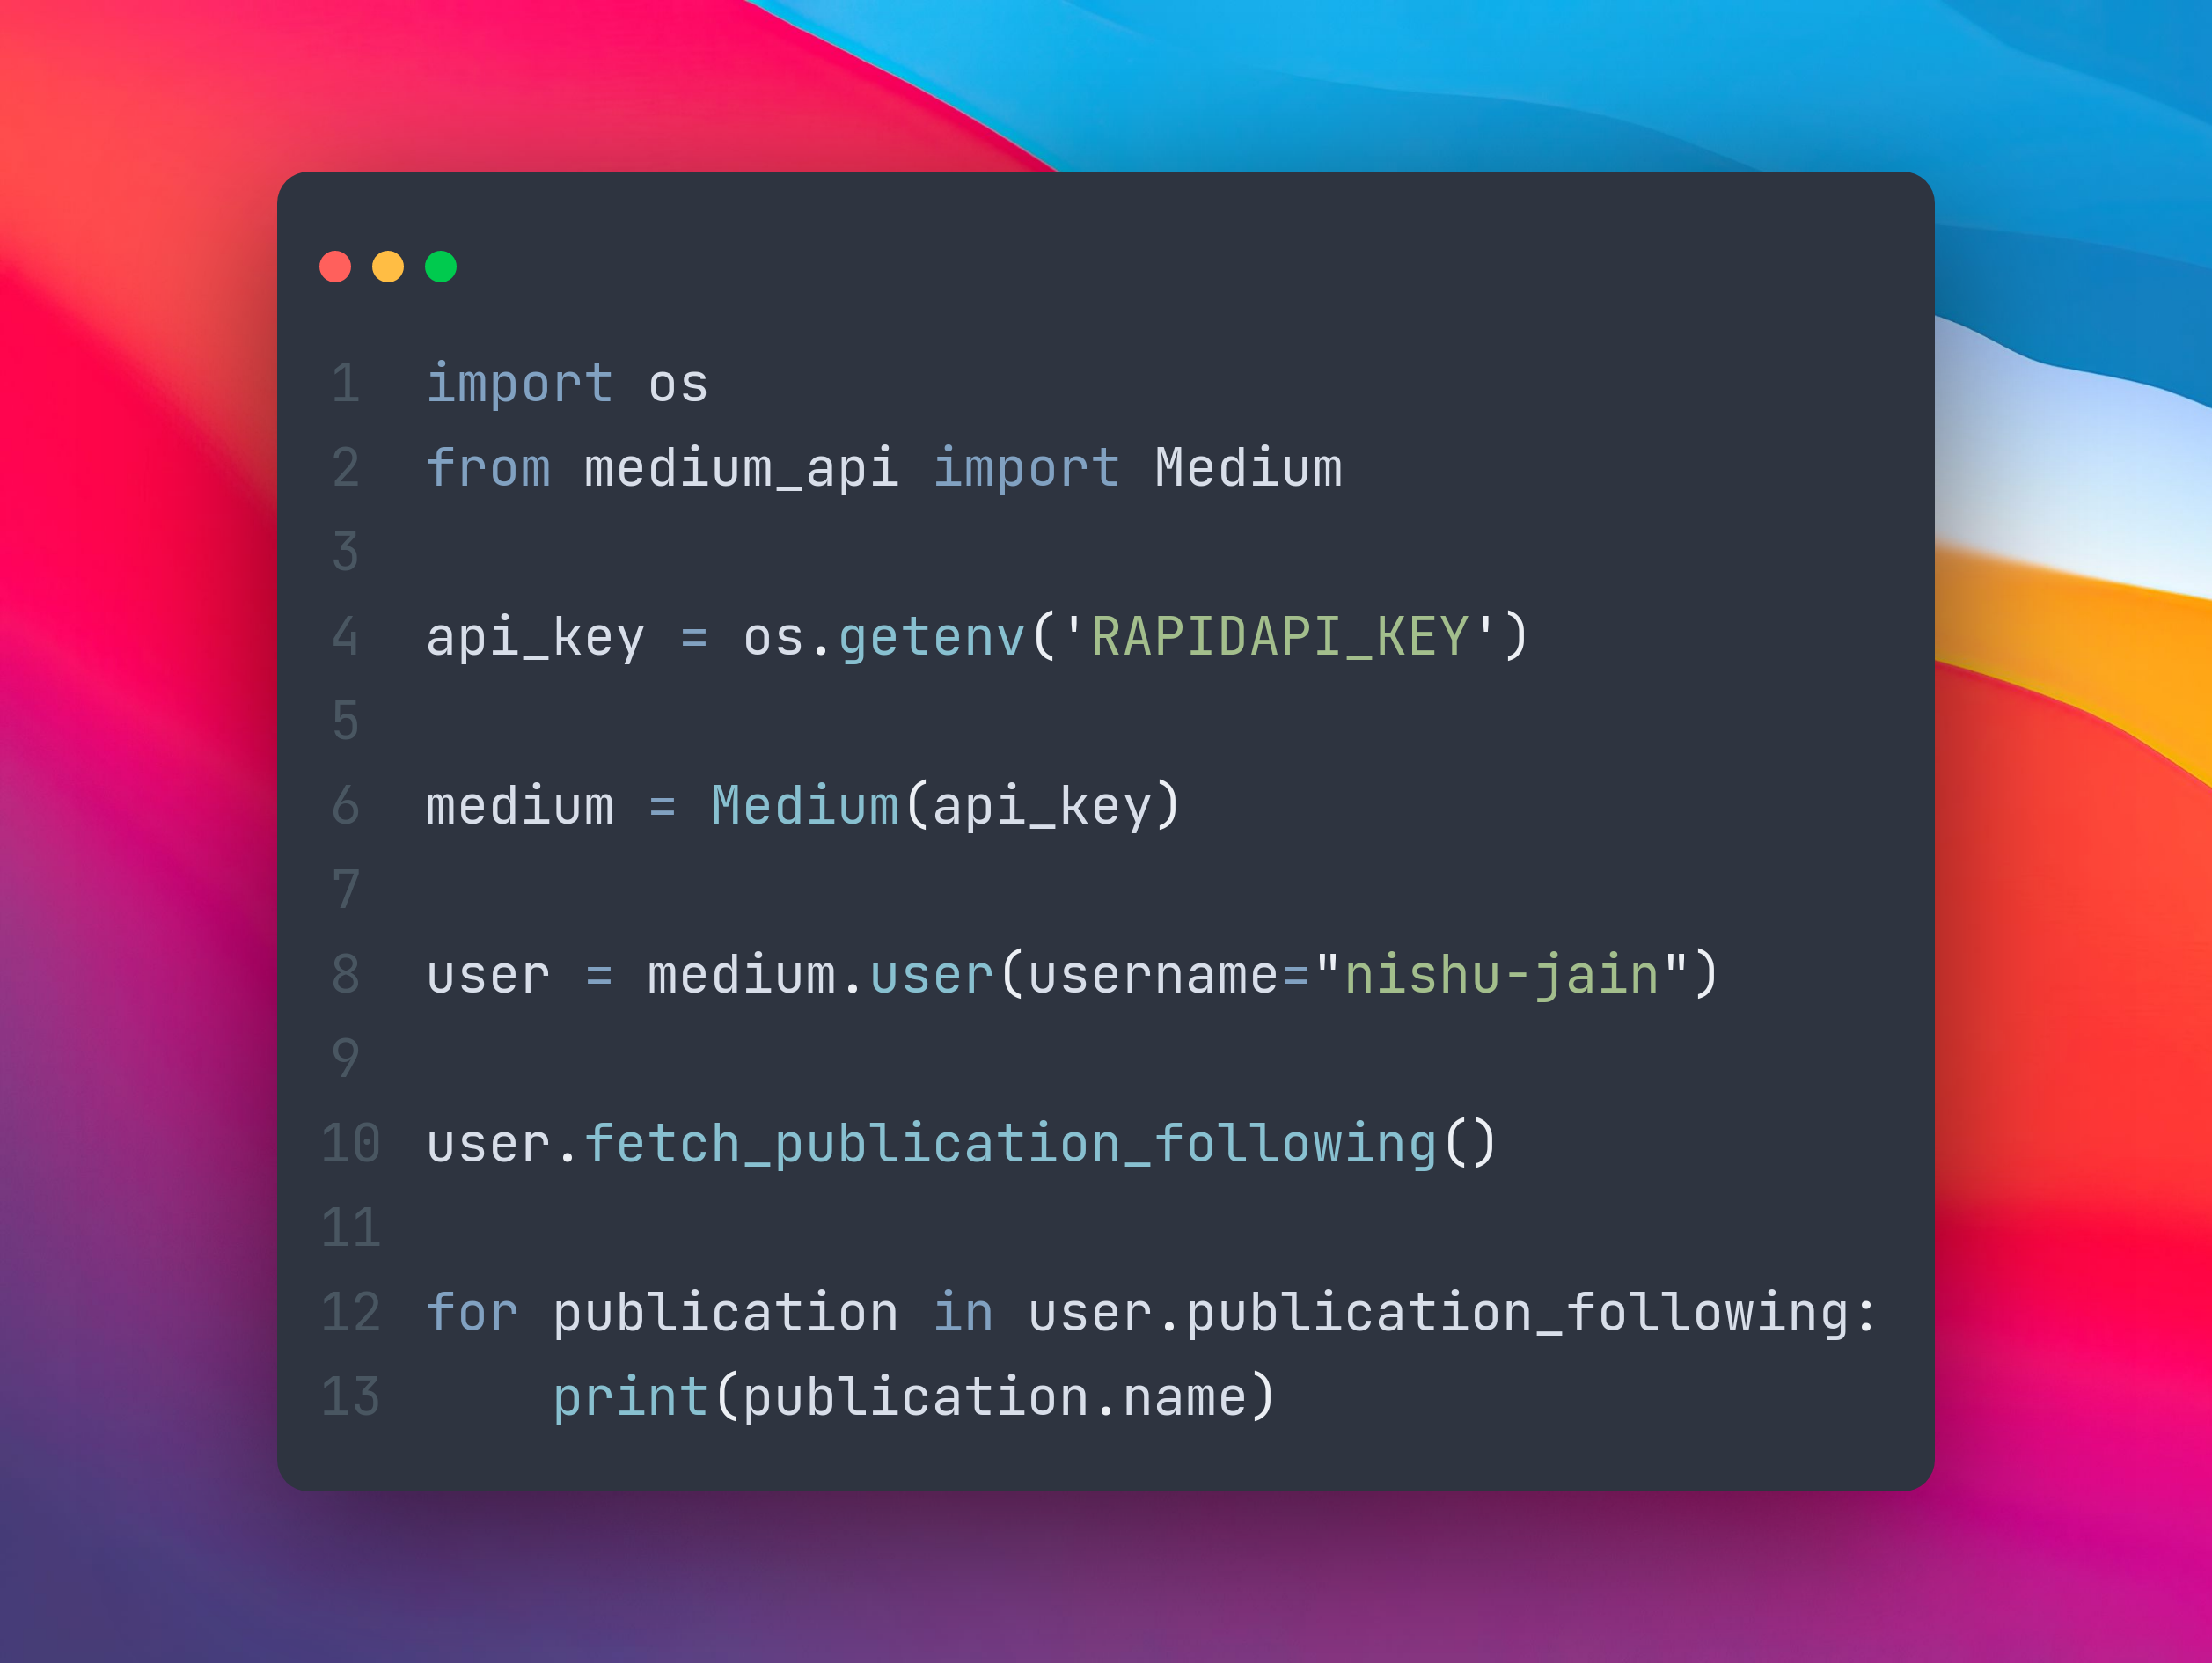 1 import os
2 from medium_api import Medium
3
4 api_key = os.getenv('RAPIDAPI_KEY')
5
6 medium = Medium(api_key)
7
8 user = medium.user(username="nishu-jain")
9
10 user.fetch_publication_following()
11
12 for publication in user.publication_following:
13     print(publication.name)